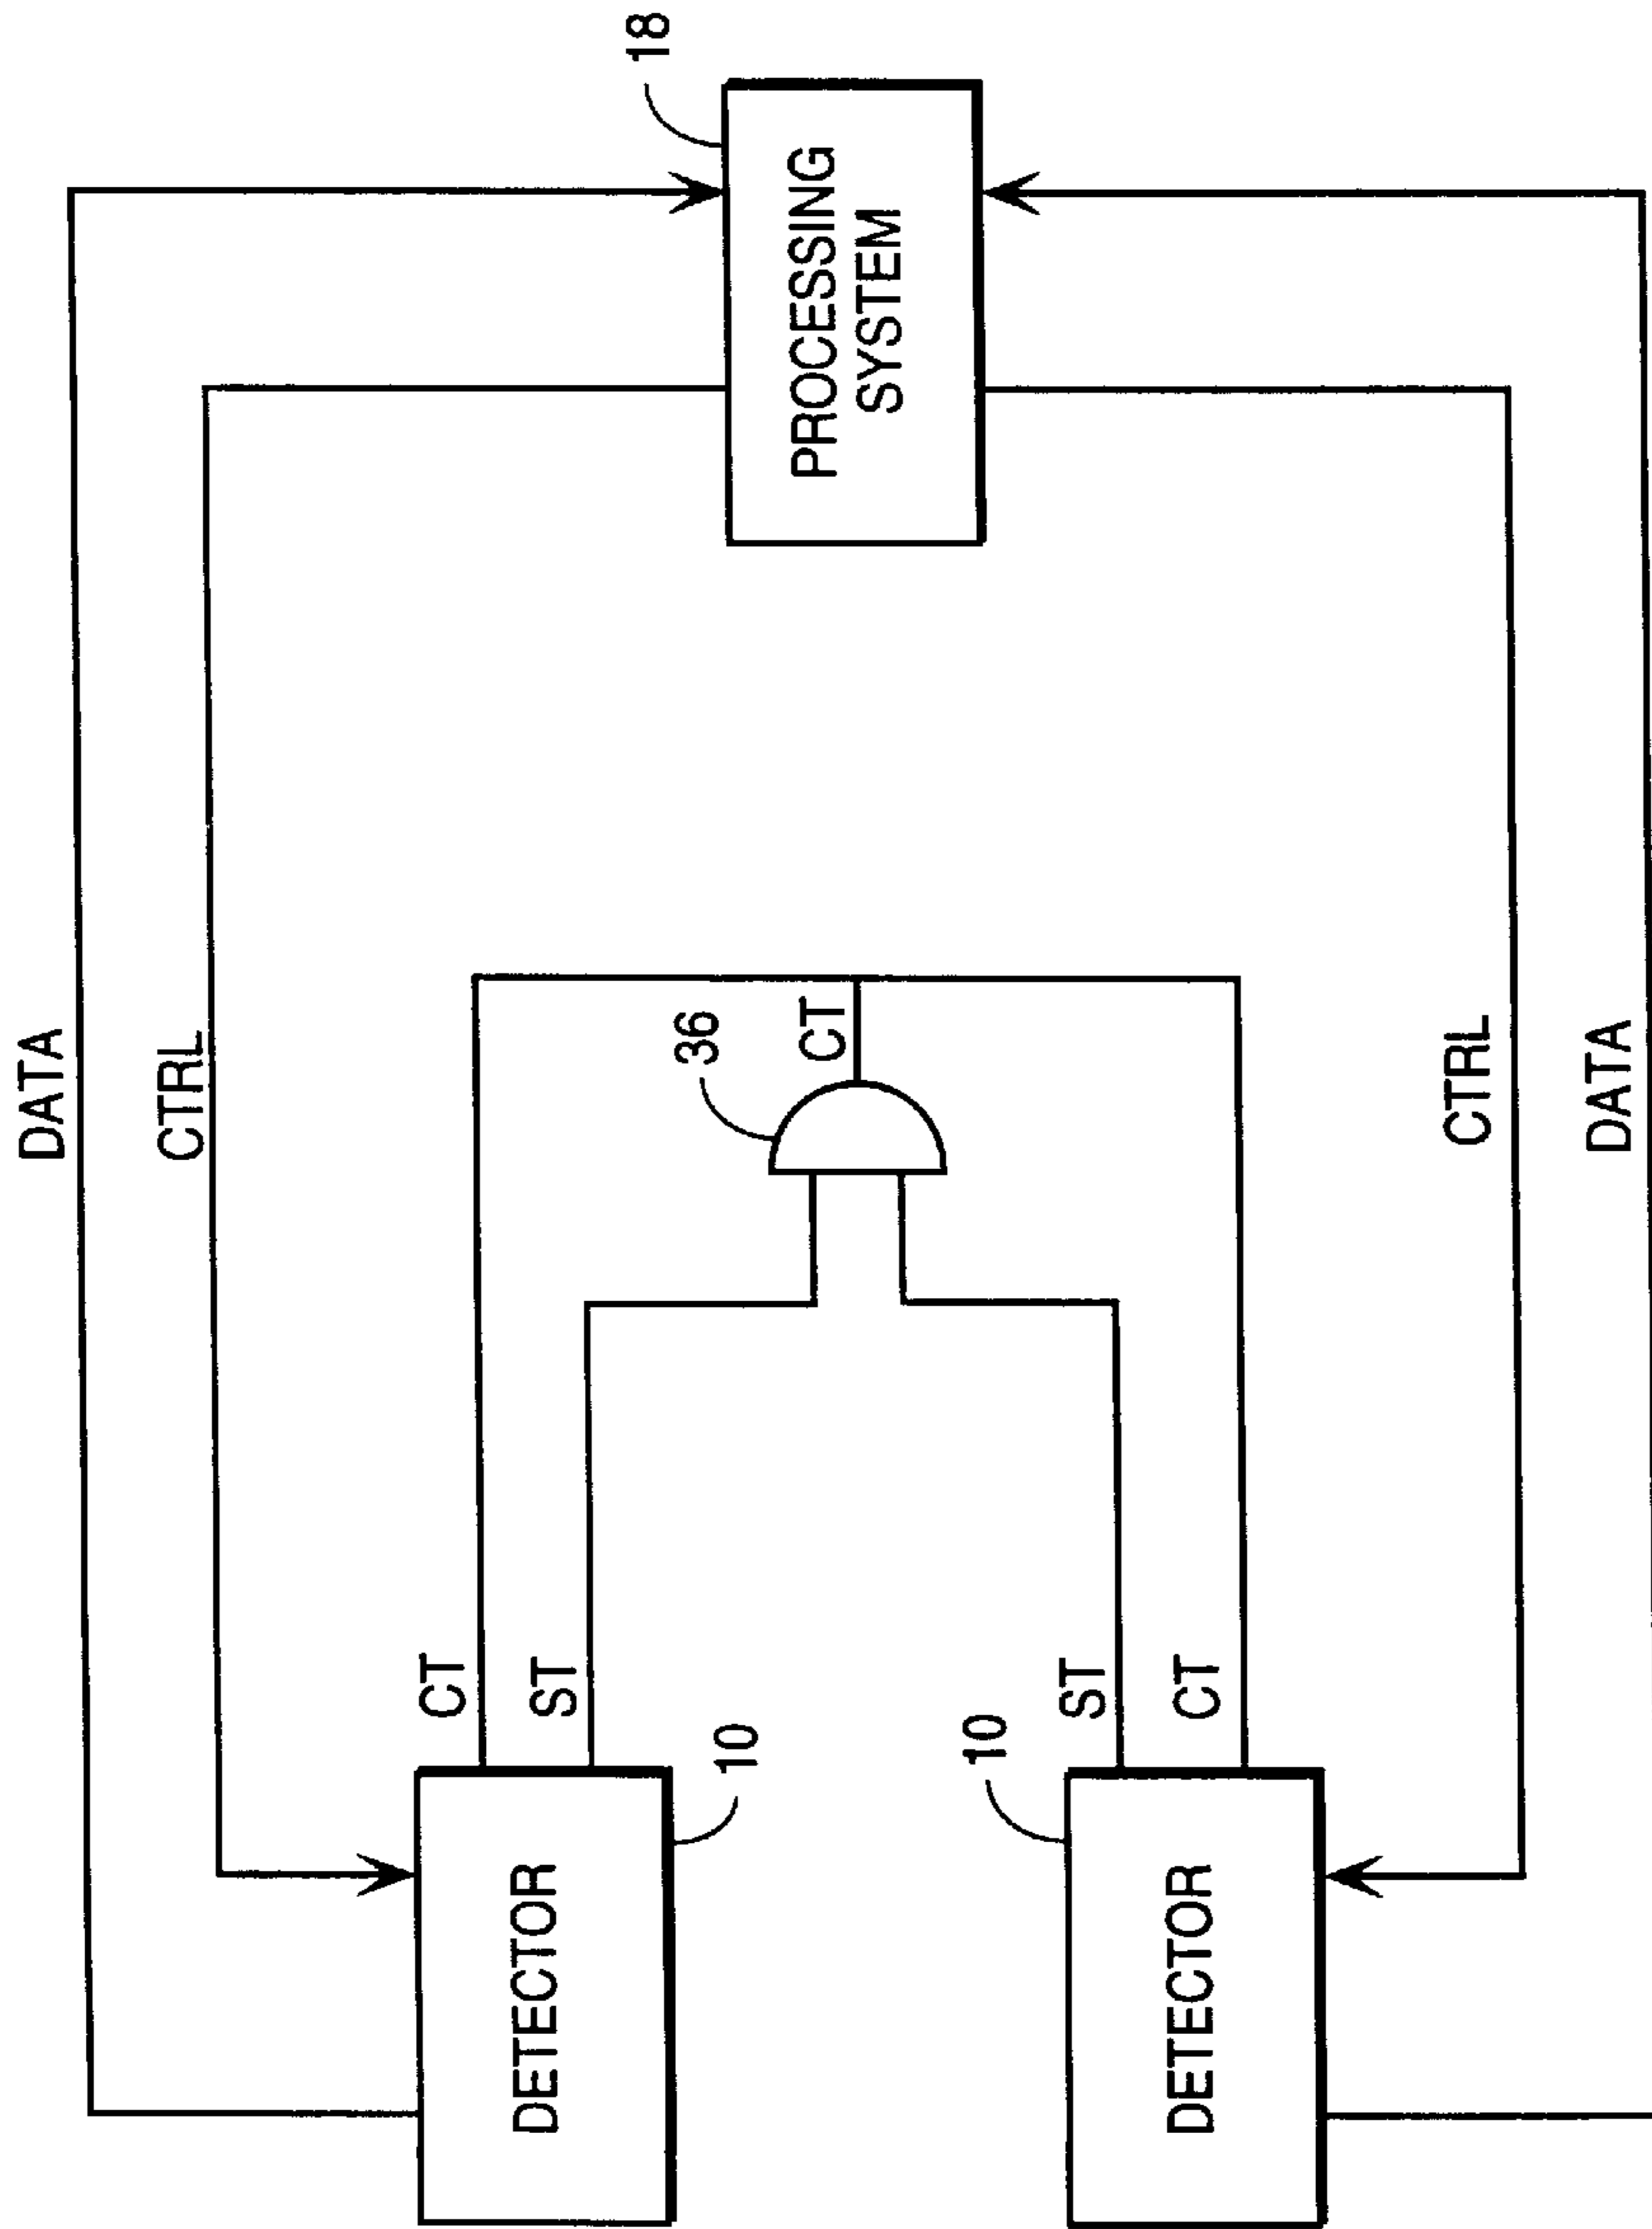 DATA
CTRL
18
PROCESSING
SYSTEM
36
CT
CT
ST
10
DETECTOR
10
ST
CT
DETECTOR
CTRL
DATA